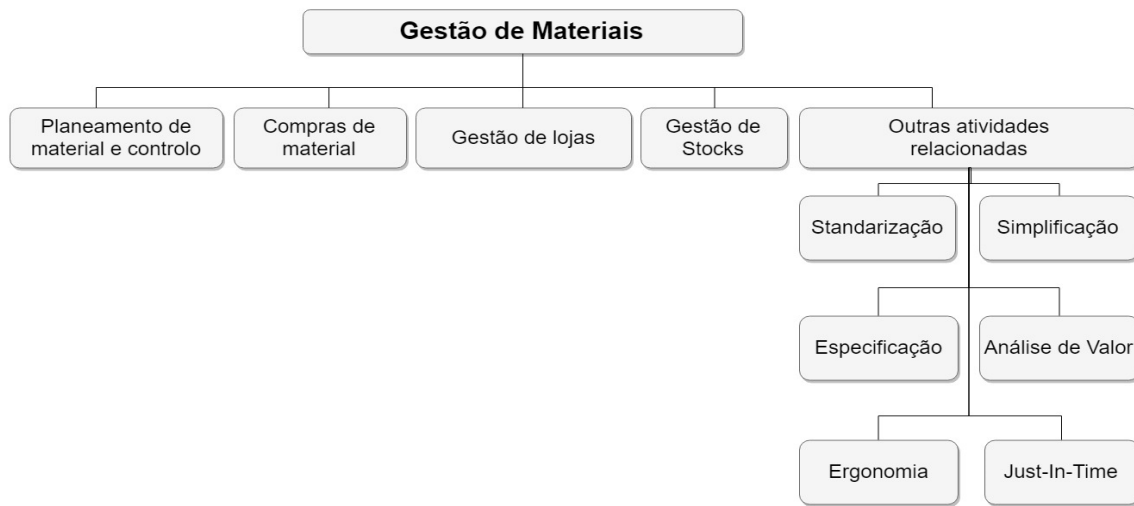 Gestão de Materiais
Planeamento de
material e controlo
Compras de
material
Gestão de lojas
Gestão de
Stocks
Outras atividades
relacionadas
Standarização
Simplificação
Especificação
Análise de Valor
Ergonomia
Just-In-Time